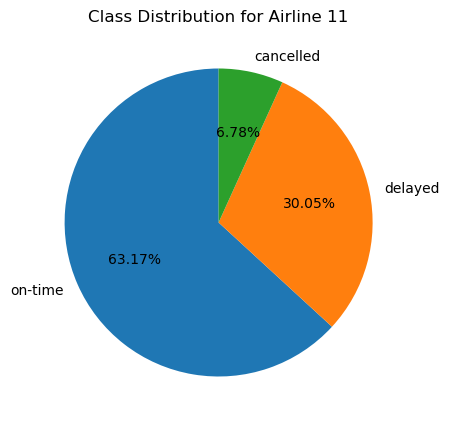 Class Distribution for Airline 11
cancelled
6.78%
delayed
30.05%
63.17%
on-time